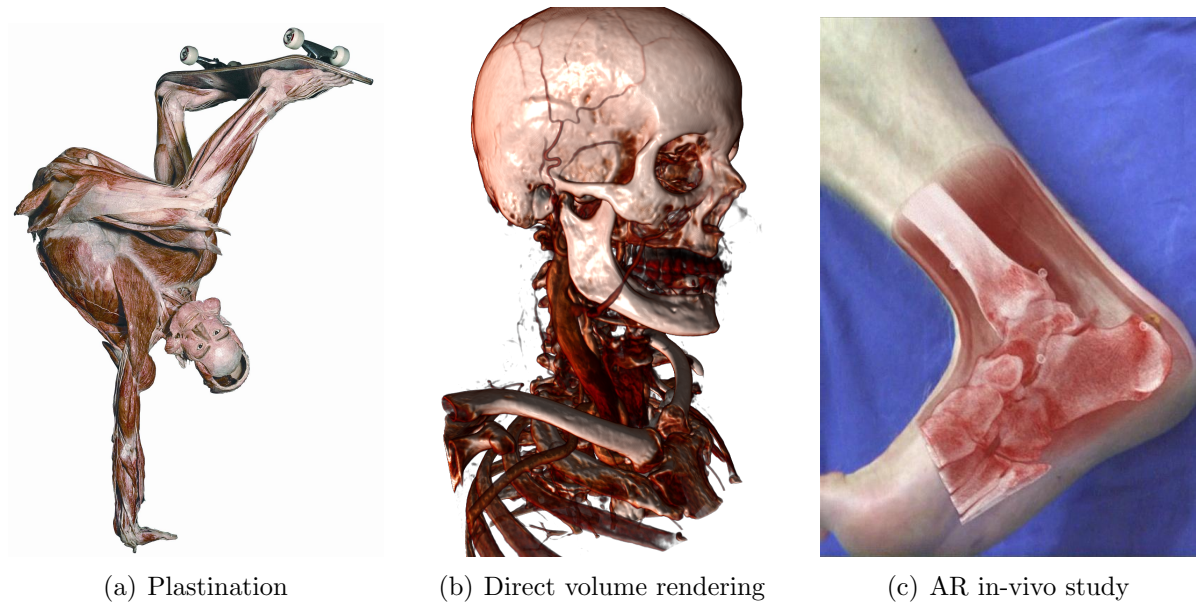 (a) Plastination
(b) Direct volume rendering
(c) AR in-vivo study